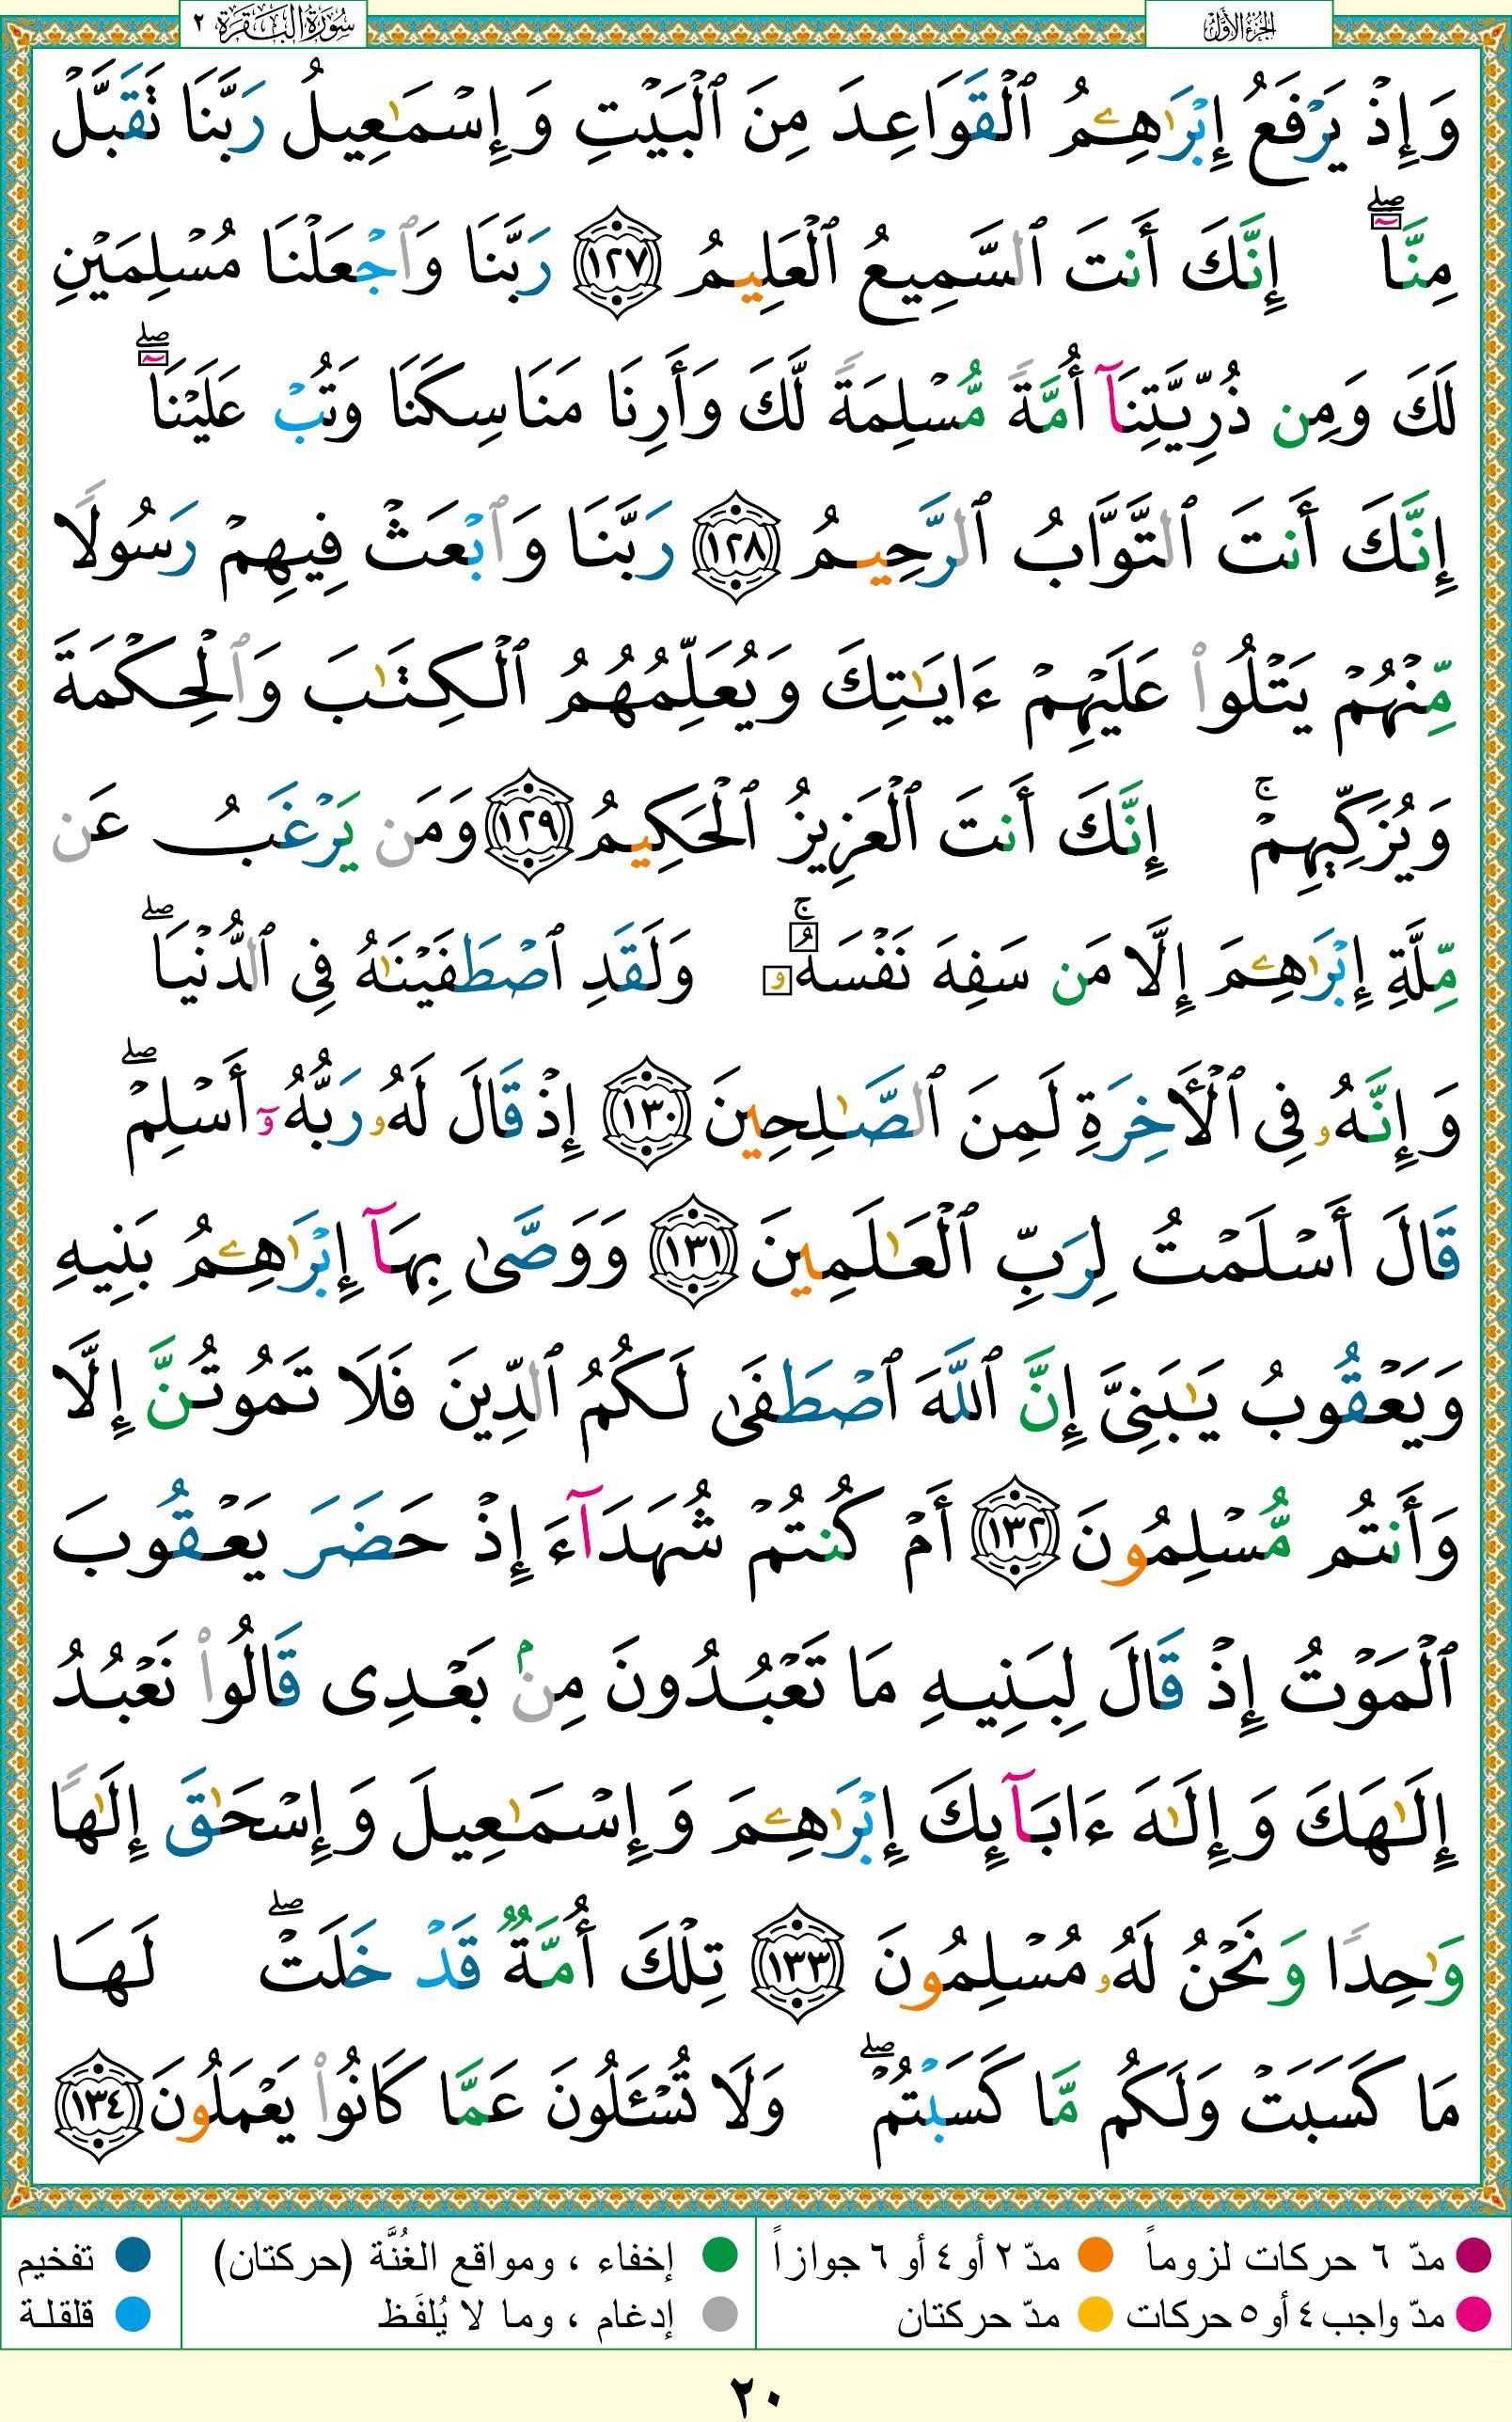 الجزء الأول
سورة البقرة ٢
وَإِذْ يَرْفَعُ إِبْرَٰهِـۧمُ ٱلْقَوَاعِدَ مِنَ ٱلْبَيْتِ وَإِسْمَـٰعِيلُ رَبَّنَا تَقَبَّلْ
مِنَّآ ۖ إِنَّكَ أَنتَ ٱلسَّمِيعُ ٱلْعَلِيمُ ١٢٧ رَبَّنَا وَٱجْعَلْنَا مُسْلِمَيْنِ
لَكَ وَمِن ذُرِّيَّتِنَآ أُمَّةً مُّسْلِمَةً لَّكَ وَأَرِنَا مَنَاسِكَنَا وَتُبْ عَلَيْنَآ ۖ
إِنَّكَ أَنتَ ٱلتَّوَّابُ ٱلرَّحِيمُ ١٢٨ رَبَّنَا وَٱبْعَثْ فِيهِمْ رَسُولًا
مِّنْهُمْ يَتْلُوا۟ عَلَيْهِمْ ءَايَـٰتِكَ وَيُعَلِّمُهُمُ ٱلْكِتَـٰبَ وَٱلْحِكْمَةَ
وَيُزَكِّيهِمْ ۚ إِنَّكَ أَنتَ ٱلْعَزِيزُ ٱلْحَكِيمُ ١٢٩ وَمَن يَرْغَبُ عَن
مِّلَّةِ إِبْرَٰهِـۧمَ إِلَّا مَن سَفِهَ نَفْسَهُۥ ۚ وَلَقَدِ ٱصْطَفَيْنَـٰهُ فِى ٱلدُّنْيَا ۖ
وَإِنَّهُۥ فِى ٱلْأَخِرَةِ لَمِنَ ٱلصَّـٰلِحِينَ ١٣٠ إِذْ قَالَ لَهُۥ رَبُّهُۥٓ أَسْلِمْ ۖ
قَالَ أَسْلَمْتُ لِرَبِّ ٱلْعَـٰلَمِينَ ١٣١ وَوَصَّىٰ بِهَآ إِبْرَٰهِـۧمُ بَنِيهِ
وَيَعْقُوبُ يَـٰبَنِىَّ إِنَّ ٱللَّهَ ٱصْطَفَىٰ لَكُمُ ٱلدِّينَ فَلَا تَمُوتُنَّ إِلَّا
وَأَنتُم مُّسْلِمُونَ ١٣٢ أَمْ كُنتُمْ شُهَدَآءَ إِذْ حَضَرَ يَعْقُوبَ
ٱلْمَوْتُ إِذْ قَالَ لِبَنِيهِ مَا تَعْبُدُونَ مِنۢ بَعْدِى قَالُوا۟ نَعْبُدُ
إِلَـٰهَكَ وَإِلَـٰهَ ءَابَآئِكَ إِبْرَٰهِـۧمَ وَإِسْمَـٰعِيلَ وَإِسْحَـٰقَ إِلَـٰهًا
وَٰحِدًا وَنَحْنُ لَهُۥ مُسْلِمُونَ ١٣٣ تِلْكَ أُمَّةٌ قَدْ خَلَتْ ۖ لَهَا
مَا كَسَبَتْ وَلَكُم مَّا كَسَبْتُمْ ۖ وَلَا تُسْـَٔلُونَ عَمَّا كَانُوا۟ يَعْمَلُونَ ١٣٤
مدّ ٦ حركات لزوماً مدّ ٢ أو ٤ أو ٦ جوازاً إخفاء ، ومواقع الغُنَّة (حركتان) تفخيم
مدّ واجب ٤ أو ٥ حركات مدّ حركتان إدغام ، وما لا يُلفَظ قلقلة
٢٠